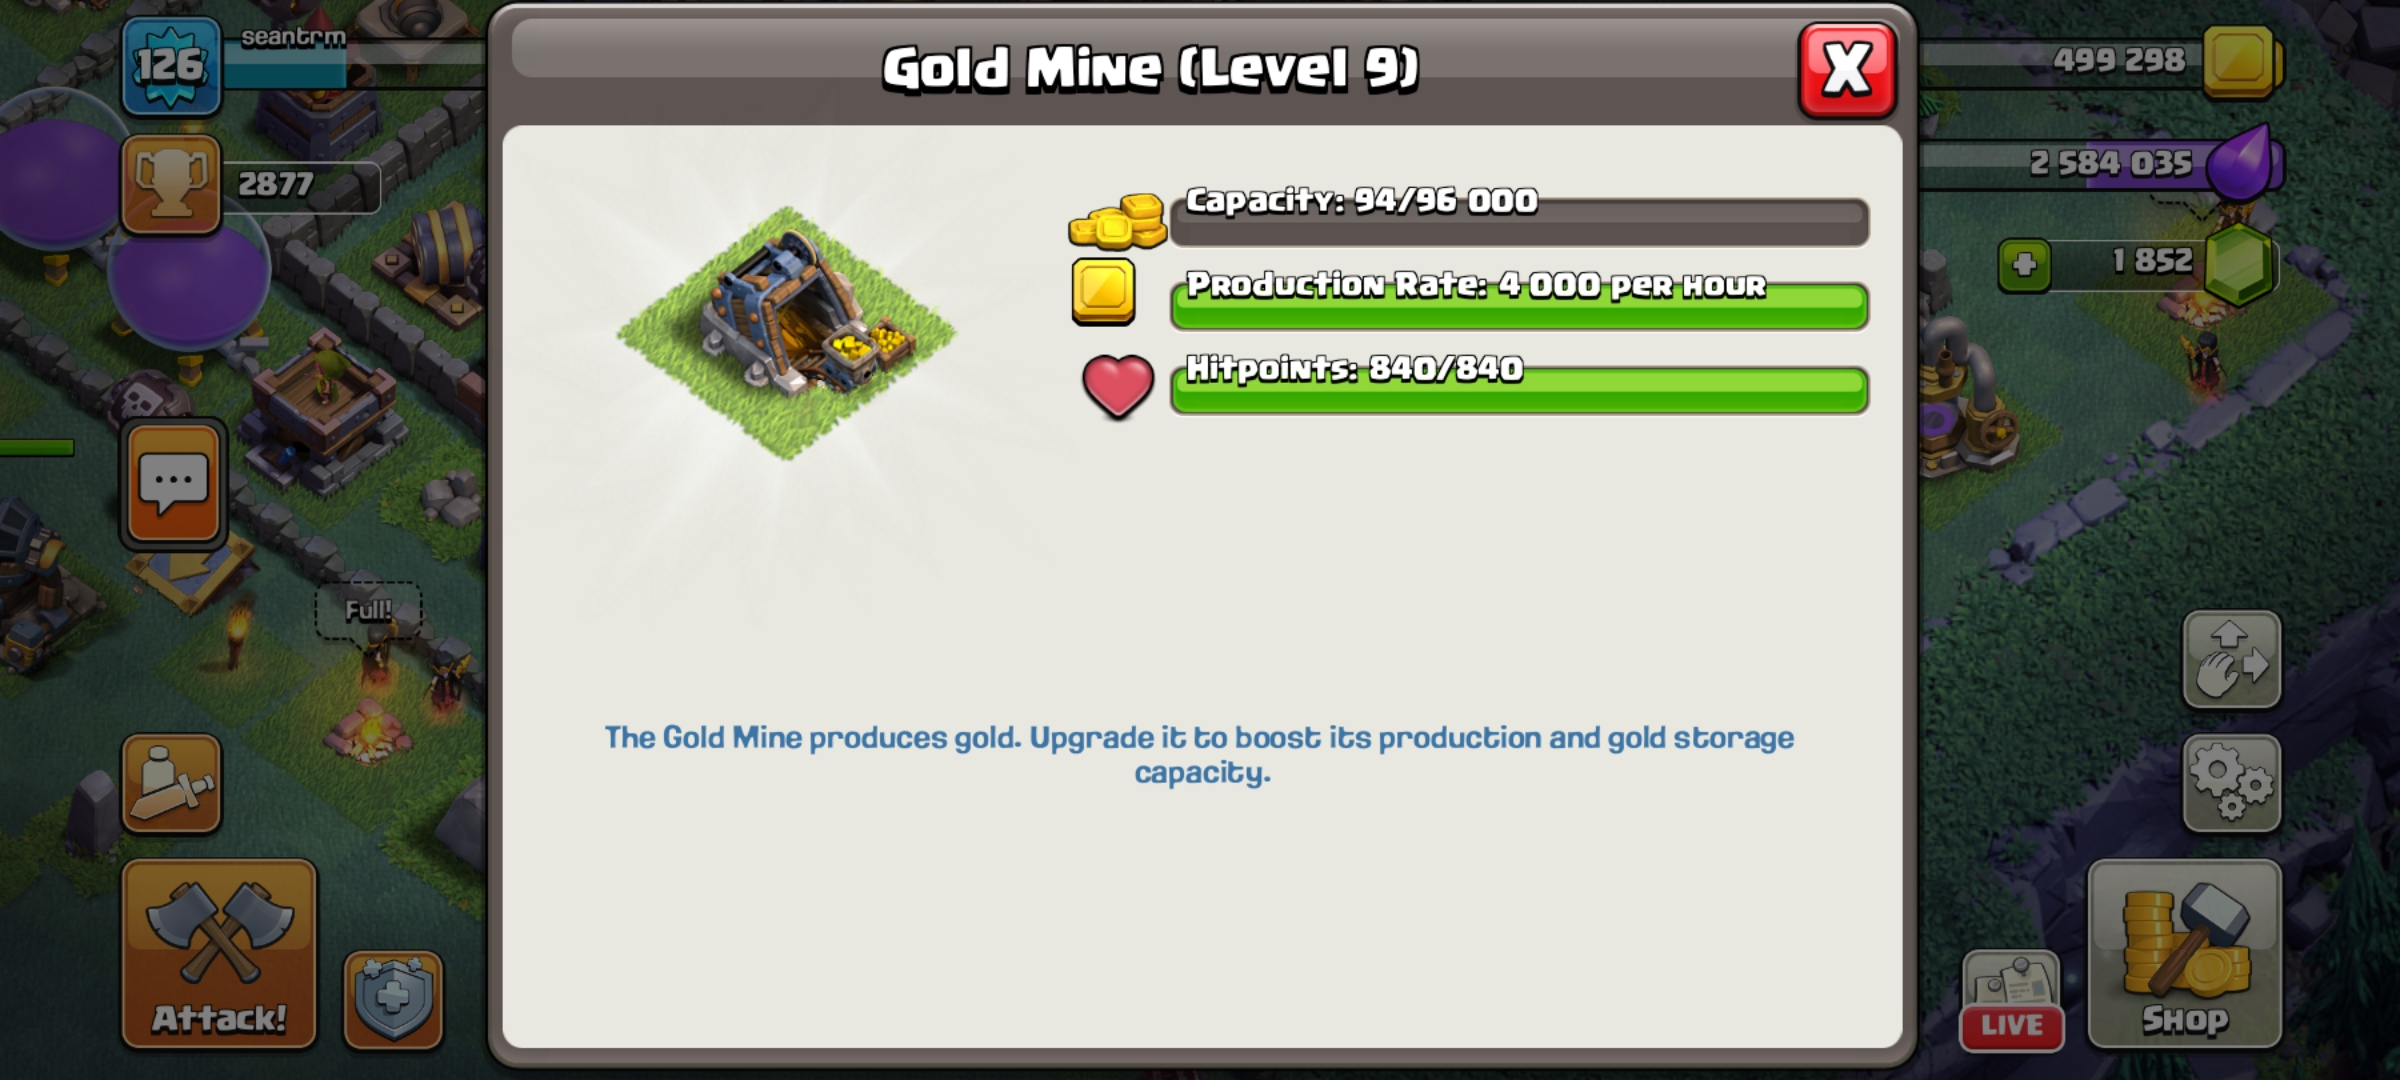 126
seantrm
2877
Gold Mine (Level 9)
X
499 298
2 584 035
1 852
Capacity: 94/96 000
Production Rate: 4 000 per hour
Hitpoints: 840/840
Full!
The Gold Mine produces gold. Upgrade it to boost its production and gold storage
capacity.
Attack!
LIVE
Shop